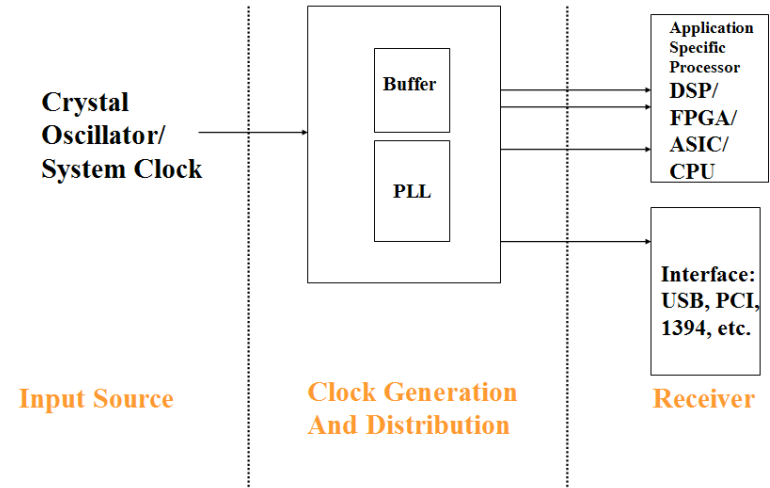 Crystal
Oscillator/
System Clock
Buffer
PLL
Application
Specific
Processor
DSP/
FPGA/
ASIC/
CPU
Interface:
USB, PCI,
1394, etc.
Input Source
Clock Generation
And Distribution
Receiver